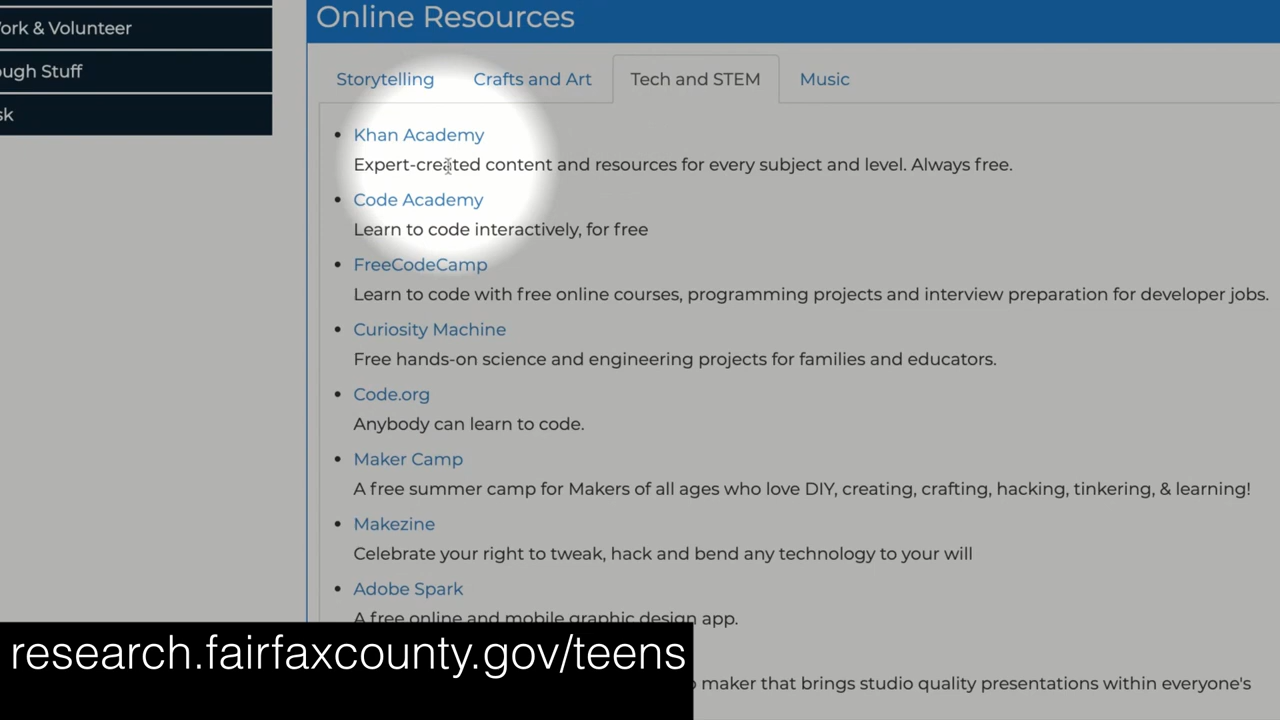 ork & Volunteer
ough Stuff
sk
Online Resources
Storytelling Crafts and Art Tech and STEM Music
Khan Academy
Expert-created content and resources for every subject and level. Always free.
Code Academy
Learn to code interactively, for free
FreeCodeCamp
Learn to code with free online courses, programming projects and interview preparation for developer jobs.
Curiosity Machine
Free hands-on science and engineering projects for families and educators.
Code.org
Anybody can learn to code.
Maker Camp
A free summer camp for Makers of all ages who love DIY, creating, crafting, hacking, tinkering, & learning!
Makezine
Celebrate your right to tweak, hack and bend any technology to your will
Adobe Spark
A free online and mobile graphic design app.
maker that brings studio quality presentations within everyone's
research.fairfaxcounty.gov/teens